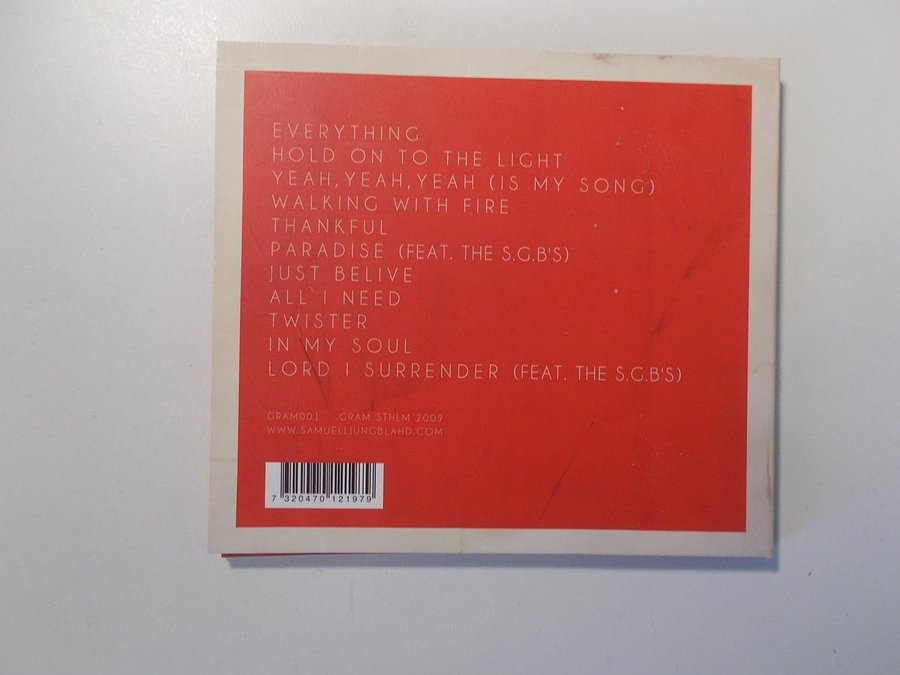 EVERYTHING
HOLD ON TO THE LIGHT
YEAH,YEAH,YEAH (IS MY SONG)
WALKING WITH FIRE
THANKFUL
PARADISE (FEAT. THE S.G.B'S)
JUST BELIVE
ALL I NEED
TWISTER
IN MY SOUL
LORD I SURRENDER (FEAT. THE S.G.B'S)
GRAM001 GRAM STHLM 2009
WWW.SAMUELLJUNGBLAHD.COM
7 320470 121979